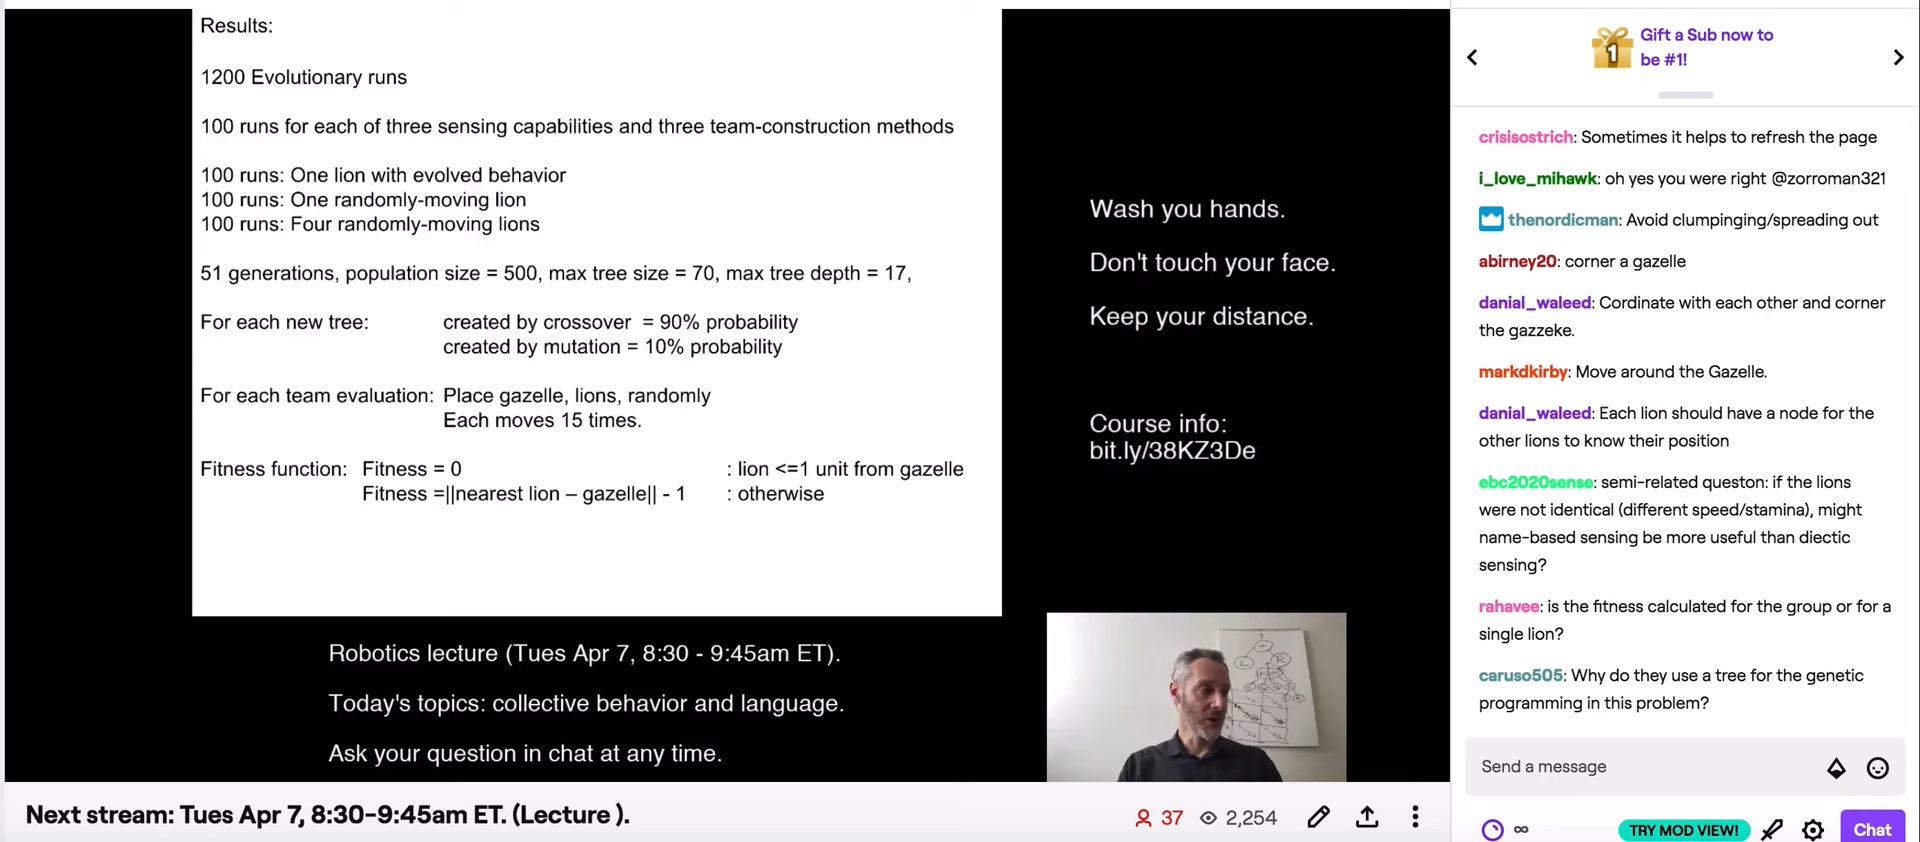 Results:
1200 Evolutionary runs
100 runs for each of three sensing capabilities and three team-construction methods
100 runs: One lion with evolved behavior
100 runs: One randomly-moving lion
100 runs: Four randomly-moving lions
51 generations, population size = 500, max tree size = 70, max tree depth = 17,
For each new tree: created by crossover = 90% probability
created by mutation = 10% probability
For each team evaluation: Place gazelle, lions, randomly
Each moves 15 times.
Fitness function: Fitness = 0 : lion <=1 unit from gazelle
Fitness =||nearest lion – gazelle|| - 1 : otherwise
Wash you hands.
Don't touch your face.
Keep your distance.
Course info:
bit.ly/38KZ3De
Robotics lecture (Tues Apr 7, 8:30 - 9:45am ET).
Today's topics: collective behavior and language.
Ask your question in chat at any time.
Next stream: Tues Apr 7, 8:30-9:45am ET. (Lecture ).
37 2,254
1
Gift a Sub now to
be #1!
crisisostrich: Sometimes it helps to refresh the page
i_love_mihawk: oh yes you were right @zorroman321
thenordicman: Avoid clumpinging/spreading out
abirney20: corner a gazelle
danial_waleed: Cordinate with each other and corner
the gazzeke.
markdkirby: Move around the Gazelle.
danial_waleed: Each lion should have a node for the
other lions to know their position
ebc2020sense: semi-related queston: if the lions
were not identical (different speed/stamina), might
name-based sensing be more useful than diectic
sensing?
rahavee: is the fitness calculated for the group or for a
single lion?
caruso505: Why do they use a tree for the genetic
programming in this problem?
Send a message
∞
TRY MOD VIEW!
Chat